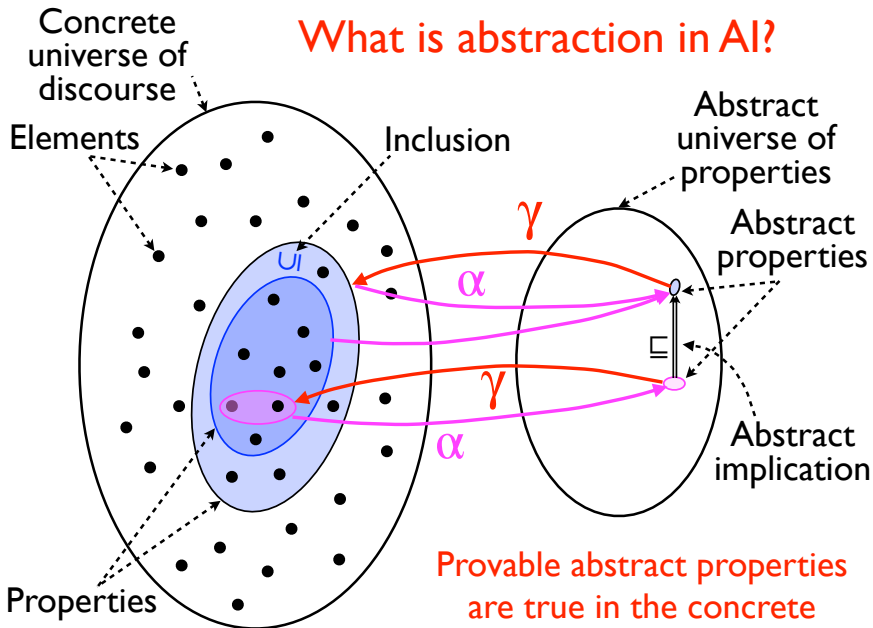 What is abstraction in AI?
Concrete
universe of
discourse
Elements
Inclusion
Abstract
universe of
properties
Abstract
properties
γ
α
⊆
⊑
γ
α
Abstract
implication
Properties
Provable abstract properties
are true in the concrete